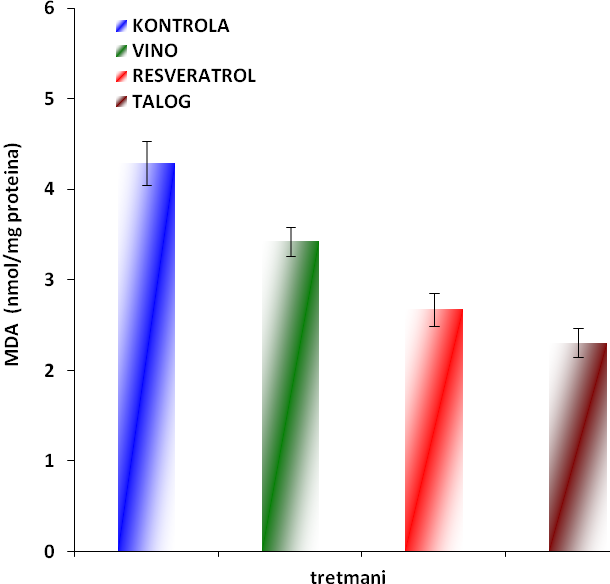 6
KONTROLA
VINO
5
RESVERATROL
TALOG
4
MDA (nmol/mg proteina)
3
2
1
0
tretmani